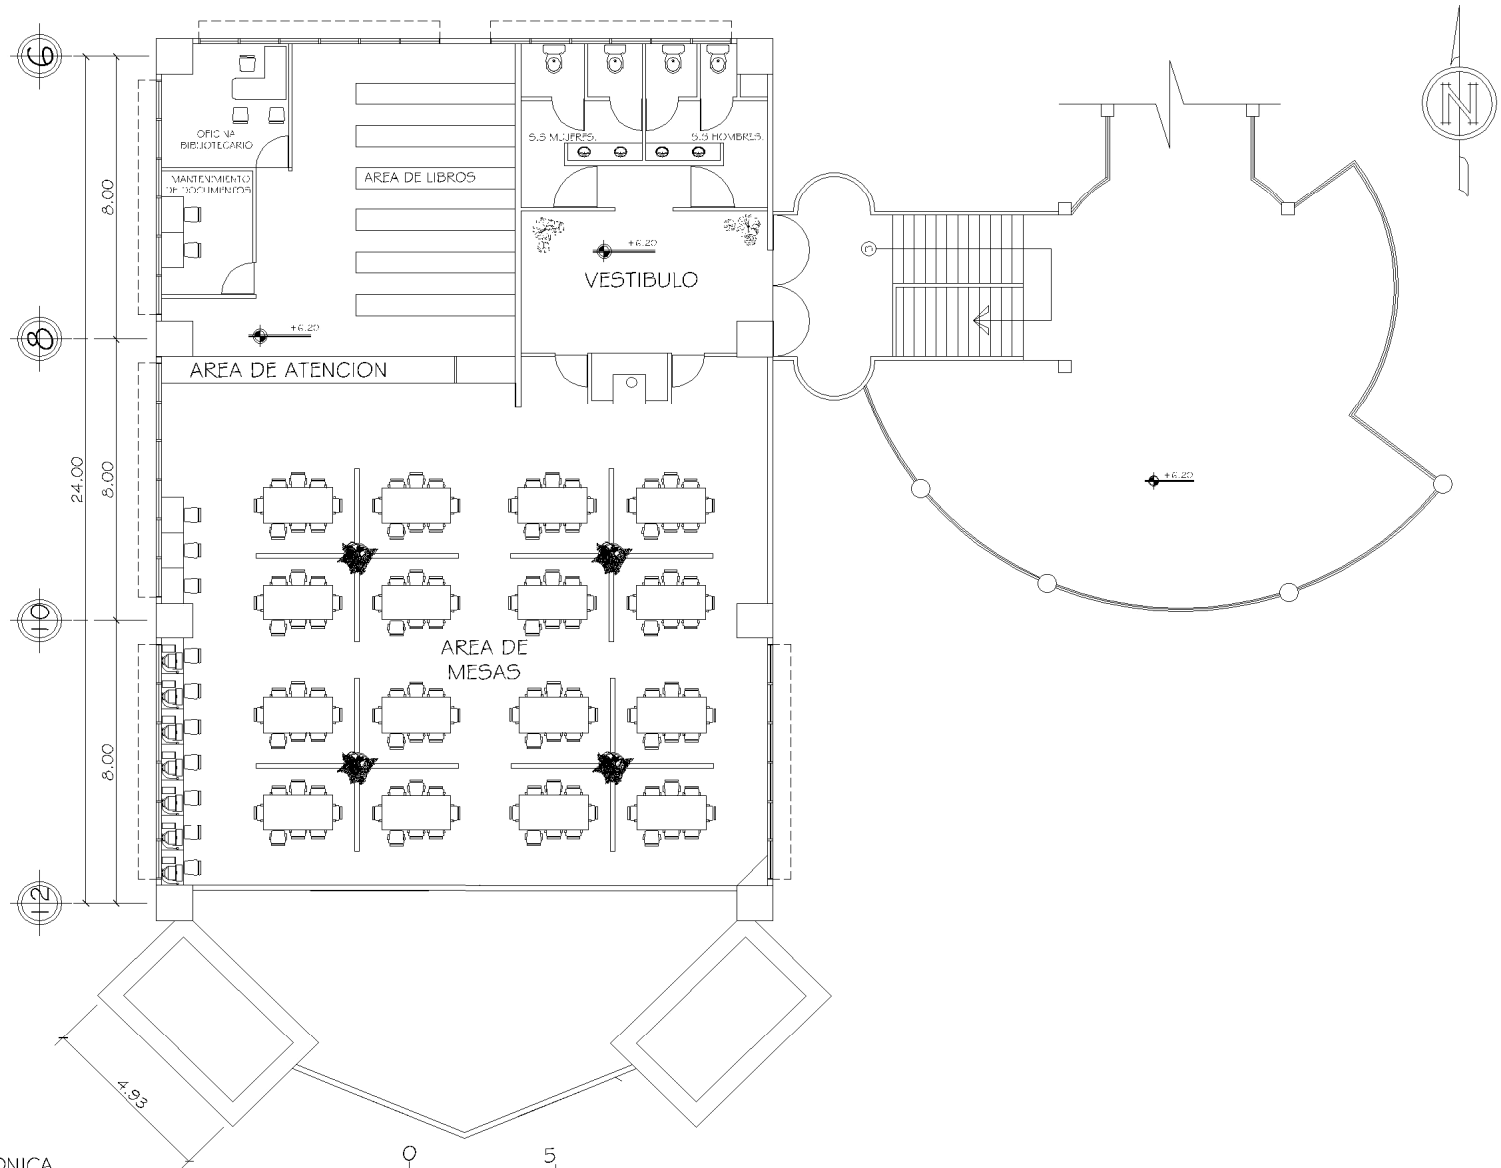 6
N
OFICINA
BIBLIOTECARIO
S.S MUJERES.
S.S HOMBRES.
MANTENIMIENTO
DE DOCUMENTOS
AREA DE LIBROS
8.00
+6.20
VESTIBULO
+6.20
8
AREA DE ATENCION
24.00
8.00
+6.20
10
AREA DE
MESAS
8.00
12
4.93
0
5
ONICA